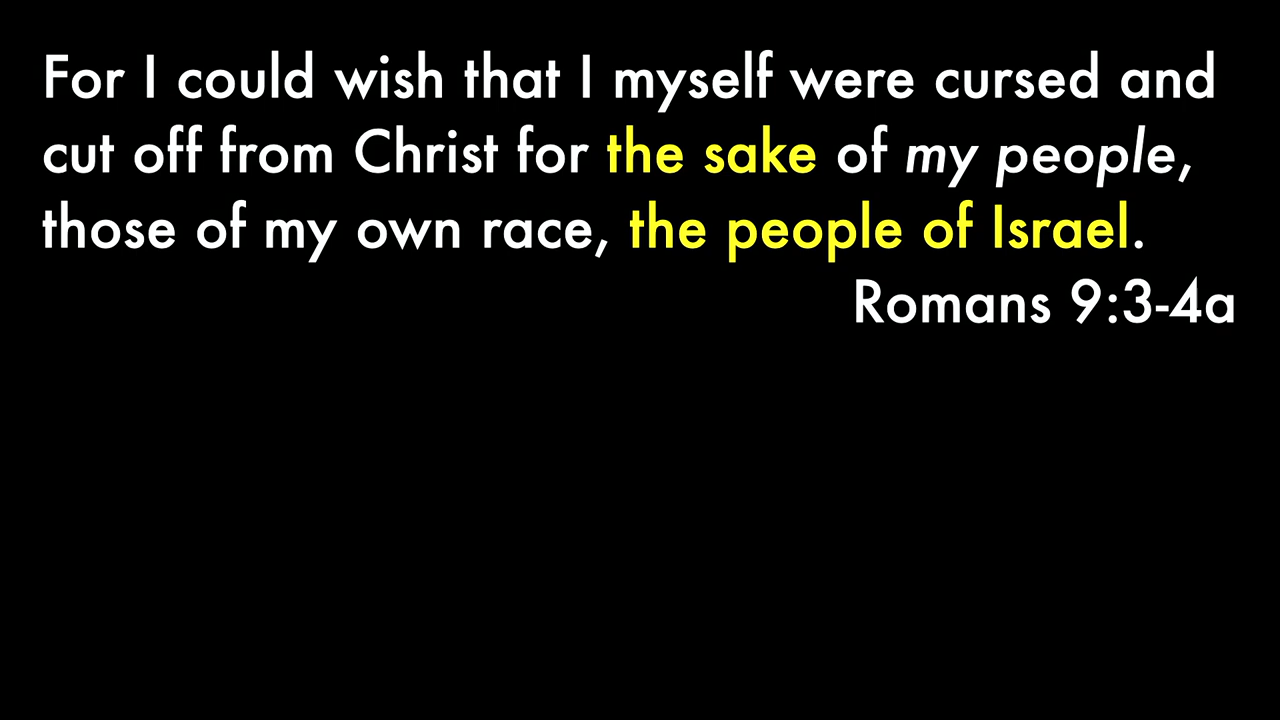 For I could wish that I myself were cursed and
cut off from Christ for the sake of my people,
those of my own race, the people of Israel.
Romans 9:3-4a